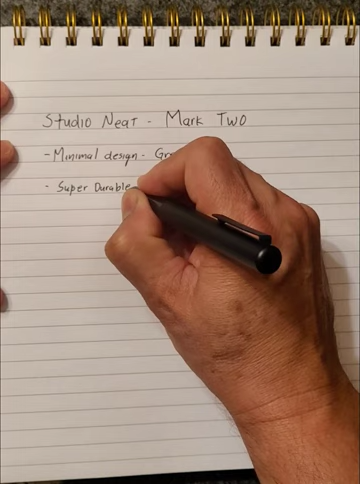 Studio Neat - Mark Two
- Minimal design -
- Super Durable